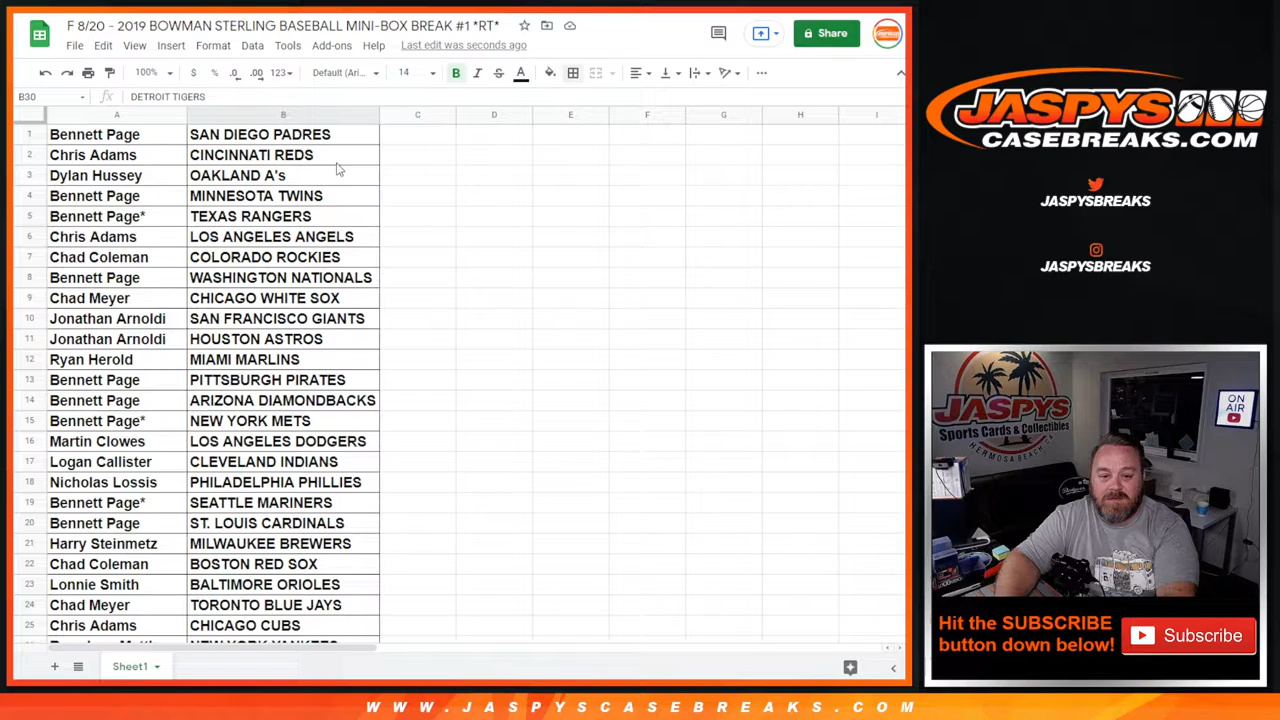 F 8/20 - 2019 BOWMAN STERLING BASEBALL MINI-BOX BREAK #1 *RT*
File Edit View Insert Format Data Tools Add-ons Help Last edit was seconds ago
Share
100% $ % .0 .00 123 Default (Ari... 14 B I S A
B30 fx DETROIT TIGERS
A B C D E F G H I
1 Bennett Page SAN DIEGO PADRES
2 Chris Adams CINCINNATI REDS
3 Dylan Hussey OAKLAND A's
4 Bennett Page MINNESOTA TWINS
5 Bennett Page* TEXAS RANGERS
6 Chris Adams LOS ANGELES ANGELS
7 Chad Coleman COLORADO ROCKIES
8 Bennett Page WASHINGTON NATIONALS
9 Chad Meyer CHICAGO WHITE SOX
10 Jonathan Arnoldi SAN FRANCISCO GIANTS
11 Jonathan Arnoldi HOUSTON ASTROS
12 Ryan Herold MIAMI MARLINS
13 Bennett Page PITTSBURGH PIRATES
14 Bennett Page ARIZONA DIAMONDBACKS
15 Bennett Page* NEW YORK METS
16 Martin Clowes LOS ANGELES DODGERS
17 Logan Callister CLEVELAND INDIANS
18 Nicholas Lossis PHILADELPHIA PHILLIES
19 Bennett Page* SEATTLE MARINERS
20 Bennett Page ST. LOUIS CARDINALS
21 Harry Steinmetz MILWAUKEE BREWERS
22 Chad Coleman BOSTON RED SOX
23 Lonnie Smith BALTIMORE ORIOLES
24 Chad Meyer TORONTO BLUE JAYS
25 Chris Adams CHICAGO CUBS
NEW YORK YANKEES
Sheet1
JASPYS
CASEBREAKS.COM
JASPYSBREAKS
JASPYSBREAKS
JASPYS
Sports Cards & Collectibles
HERMOSA BEACH, CA
ON
AIR
Hit the SUBSCRIBE
button down below!
Subscribe
WWW.JASPYSCASEBREAKS.COM